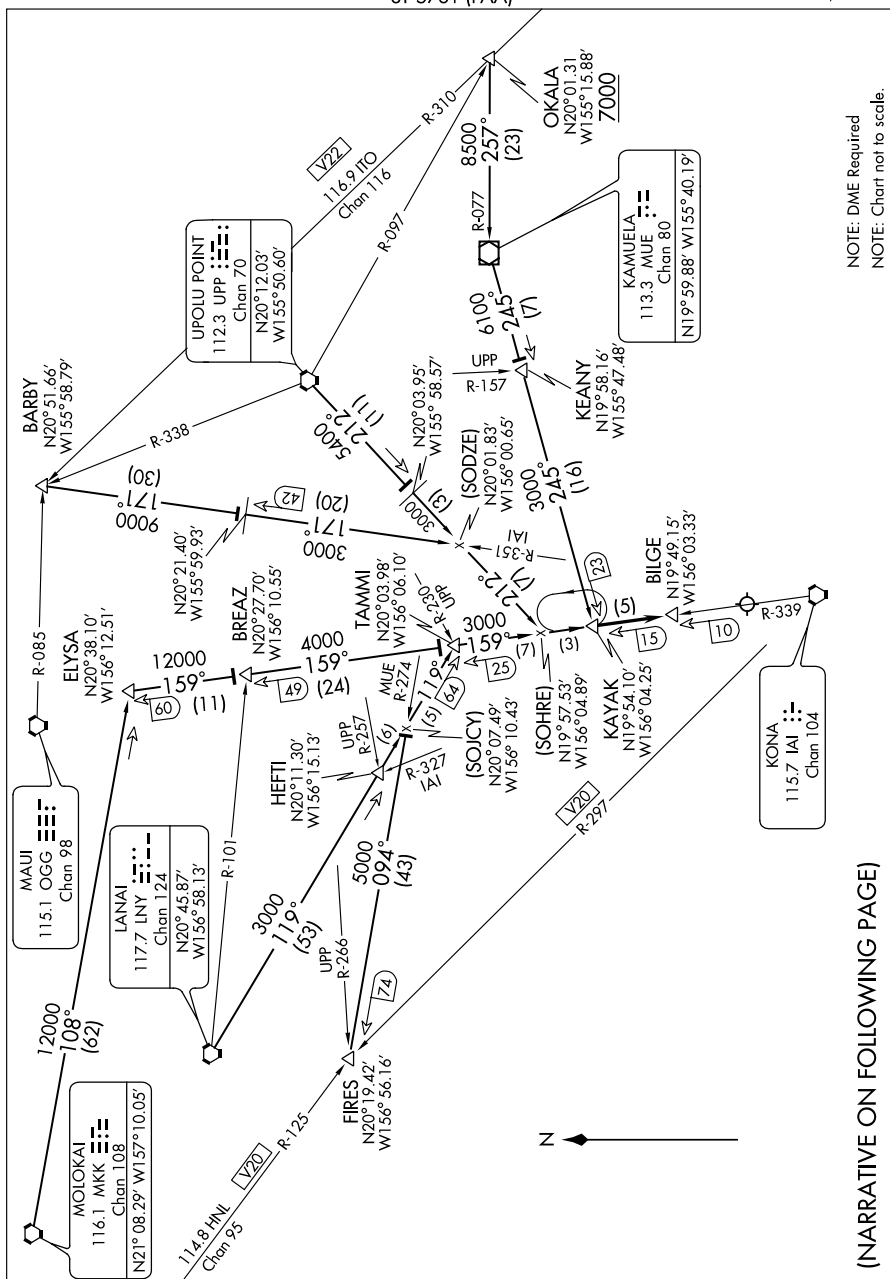 MOLOKAI
116.1 MKK
Chan 108
N21° 08.29′ W157°10.05′
12000
108°
(62)
MAUI
115.1 OGG
Chan 98
R-085
BARBY
N20° 51.66′
W155° 58.79′
LANAI
117.7 LNY
Chan 124
N20° 45.87′
W156° 58.13′
R-101
ELYSA
N20° 38.10′
W156° 12.51′
60
12000
159°
(11)
BREAZ
N20° 27.70′
W156° 10.55′
49
4000
159°
(24)
9000
171°
(30)
N20° 21.40′
W155° 59.93′
42
3000
171°
(20)
R-338
UPOLU POINT
112.3 UPP
Chan 70
N20° 12.03′
W155° 50.60′
V22
116.9 ITO
Chan 116
R-310
R-097
5400
212°
(11)
N20° 03.95′
W155° 58.57′
3000
(3)
(SODZE)
N20° 01.83′
W156° 00.65′
R-351
IAI
212°
(7)
UPP
R-157
OKALA
N20° 01.31
W155° 15.88′
7000
8500
257°
(23)
R-077
KAMUELA
113.3 MUE
Chan 80
N19° 59.88′ W155° 40.19′
6100
245
(7)
KEANY
N19° 58.16′
W155° 47.48′
3000
245°
(16)
TAMMI
N20° 03.98′
W156° 06.10′
UPP
R-230
3000
159°
(7)
25
MUE
R-274
119°
(5)
64
3000
119°
(53)
HEFTI
N20° 11.30′
W156° 15.13′
UPP
R-257
(6)
R-327
IAI
(SOJCY)
N20° 07.49′
W156° 10.43′
5000
094°
(43)
UPP
R-266
74
FIRES
N20° 19.42′
W156° 56.16′
114.8 HNL
Chan 95
V20
R-125
V20
R-297
(SOHRE)
N19° 57.53′
W156° 04.89′
(3)
KAYAK
N19° 54.10′
W156° 04.25′
23
(5)
15
BILGE
N19° 49.15′
W156° 03.33′
10
R-339
KONA
115.7 IAI
Chan 104
N
NOTE: DME Required
NOTE: Chart not to scale.
(NARRATIVE ON FOLLOWING PAGE)